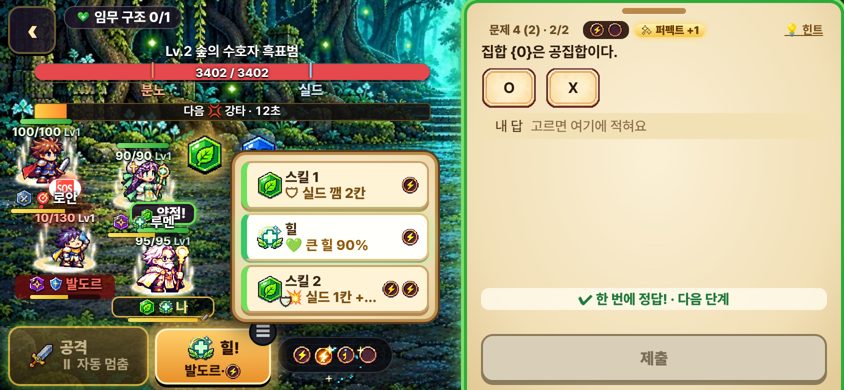 임무 구조 0/1
Lv.2 숲의 수호자 흑표범
3402 / 3402
분노
실드
다음 💢 강타 · 12초
100/100 Lv1
90/90 Lv1
SOS
로안
약점!
루멘
10/130 Lv1
95/95 Lv1
발도르
나
스킬 1
실드 깸 2칸
힐
큰 힐 90%
스킬 2
실드 1칸 +...
공격
자동 멈춤
힐!
발도르·
문제 4 (2) · 2/2
퍼펙트 +1
힌트
집합 {0}은 공집합이다.
O
X
내 답 고르면 여기에 적혀요
✔ 한 번에 정답! · 다음 단계
제출